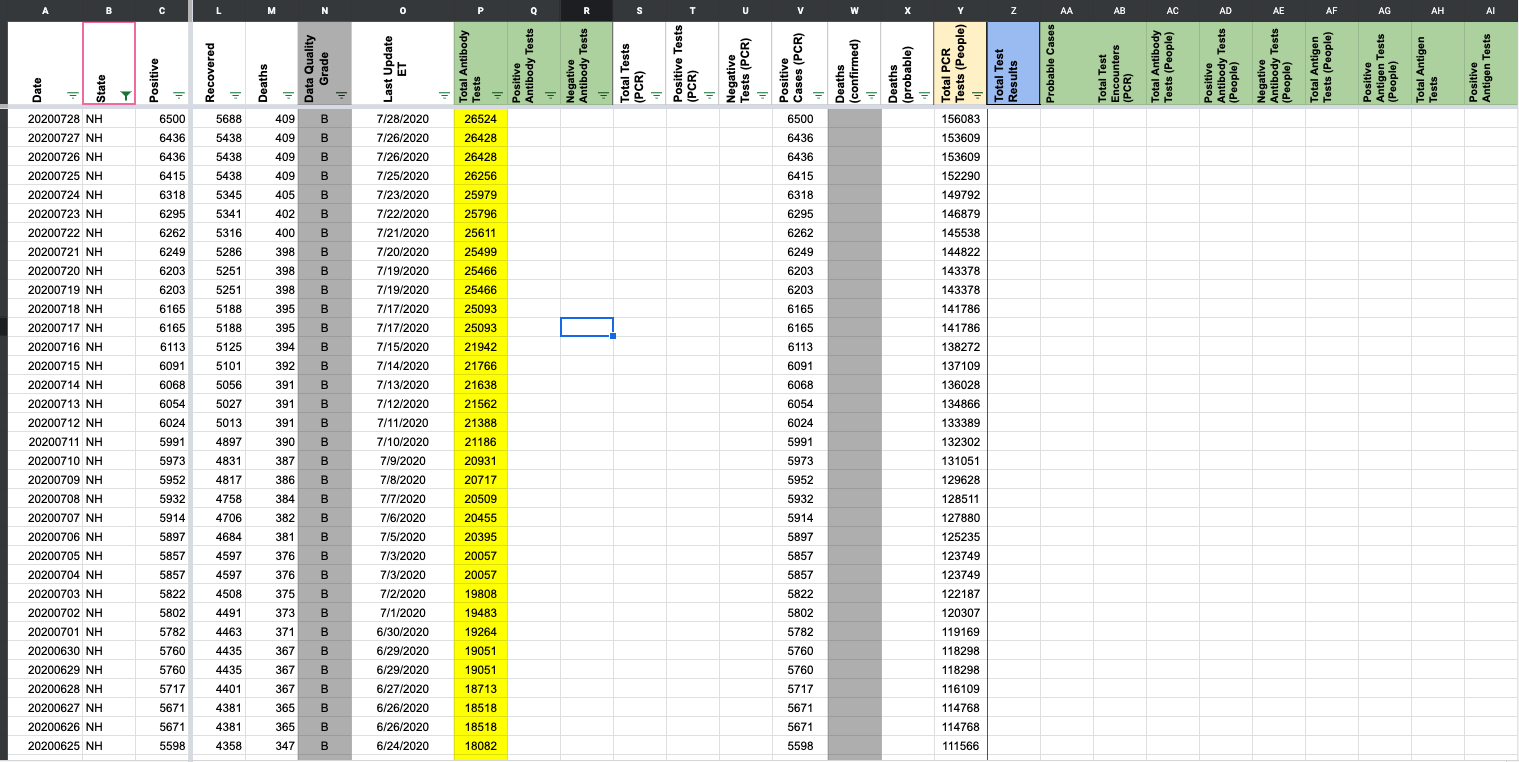 A B C L M N O P Q R S T U V W X Y Z AA AB AC AD AE AF AG AH AI
Date State Positive Recovered Deaths Data Quality Grade Last Update ET Total Antibody Tests Positive Antibody Tests Negative Antibody Tests Total Tests (PCR) Positive Tests (PCR) Negative Tests (PCR) Positive Cases (PCR) Deaths (confirmed) Deaths (probable) Total PCR Tests (People) Total Test Results Probable Cases Total Test Encounters (PCR) Total Antibody Tests (People) Positive Antibody Tests (People) Negative Antibody Tests (People) Total Antigen Tests (People) Positive Antigen Tests (People) Total Antigen Tests Positive Antigen Tests
20200728 NH 6500 5688 409 B 7/28/2020 26524 6500 156083
20200727 NH 6436 5438 409 B 7/26/2020 26428 6436 153609
20200726 NH 6436 5438 409 B 7/26/2020 26428 6436 153609
20200725 NH 6415 5438 409 B 7/25/2020 26256 6415 152290
20200724 NH 6318 5345 405 B 7/23/2020 25979 6318 149792
20200723 NH 6295 5341 402 B 7/22/2020 25796 6295 146879
20200722 NH 6262 5316 400 B 7/21/2020 25611 6262 145538
20200721 NH 6249 5286 398 B 7/20/2020 25499 6249 144822
20200720 NH 6203 5251 398 B 7/19/2020 25466 6203 143378
20200719 NH 6203 5251 398 B 7/19/2020 25466 6203 143378
20200718 NH 6165 5188 395 B 7/17/2020 25093 6165 141786
20200717 NH 6165 5188 395 B 7/17/2020 25093 6165 141786
20200716 NH 6113 5125 394 B 7/15/2020 21942 6113 138272
20200715 NH 6091 5101 392 B 7/14/2020 21766 6091 137109
20200714 NH 6068 5056 391 B 7/13/2020 21638 6068 136028
20200713 NH 6054 5027 391 B 7/12/2020 21562 6054 134866
20200712 NH 6024 5013 391 B 7/11/2020 21388 6024 133389
20200711 NH 5991 4897 390 B 7/10/2020 21186 5991 132302
20200710 NH 5973 4831 387 B 7/9/2020 20931 5973 131051
20200709 NH 5952 4817 386 B 7/8/2020 20717 5952 129628
20200708 NH 5932 4758 384 B 7/7/2020 20509 5932 128511
20200707 NH 5914 4706 382 B 7/6/2020 20455 5914 127880
20200706 NH 5897 4684 381 B 7/5/2020 20395 5897 125235
20200705 NH 5857 4597 376 B 7/3/2020 20057 5857 123749
20200704 NH 5857 4597 376 B 7/3/2020 20057 5857 123749
20200703 NH 5822 4508 375 B 7/2/2020 19808 5822 122187
20200702 NH 5802 4491 373 B 7/1/2020 19483 5802 120307
20200701 NH 5782 4463 371 B 6/30/2020 19264 5782 119169
20200630 NH 5760 4435 367 B 6/29/2020 19051 5760 118298
20200629 NH 5760 4435 367 B 6/29/2020 19051 5760 118298
20200628 NH 5717 4401 367 B 6/27/2020 18713 5717 116109
20200627 NH 5671 4381 365 B 6/26/2020 18518 5671 114768
20200626 NH 5671 4381 365 B 6/26/2020 18518 5671 114768
20200625 NH 5598 4358 347 B 6/24/2020 18082 5598 111566